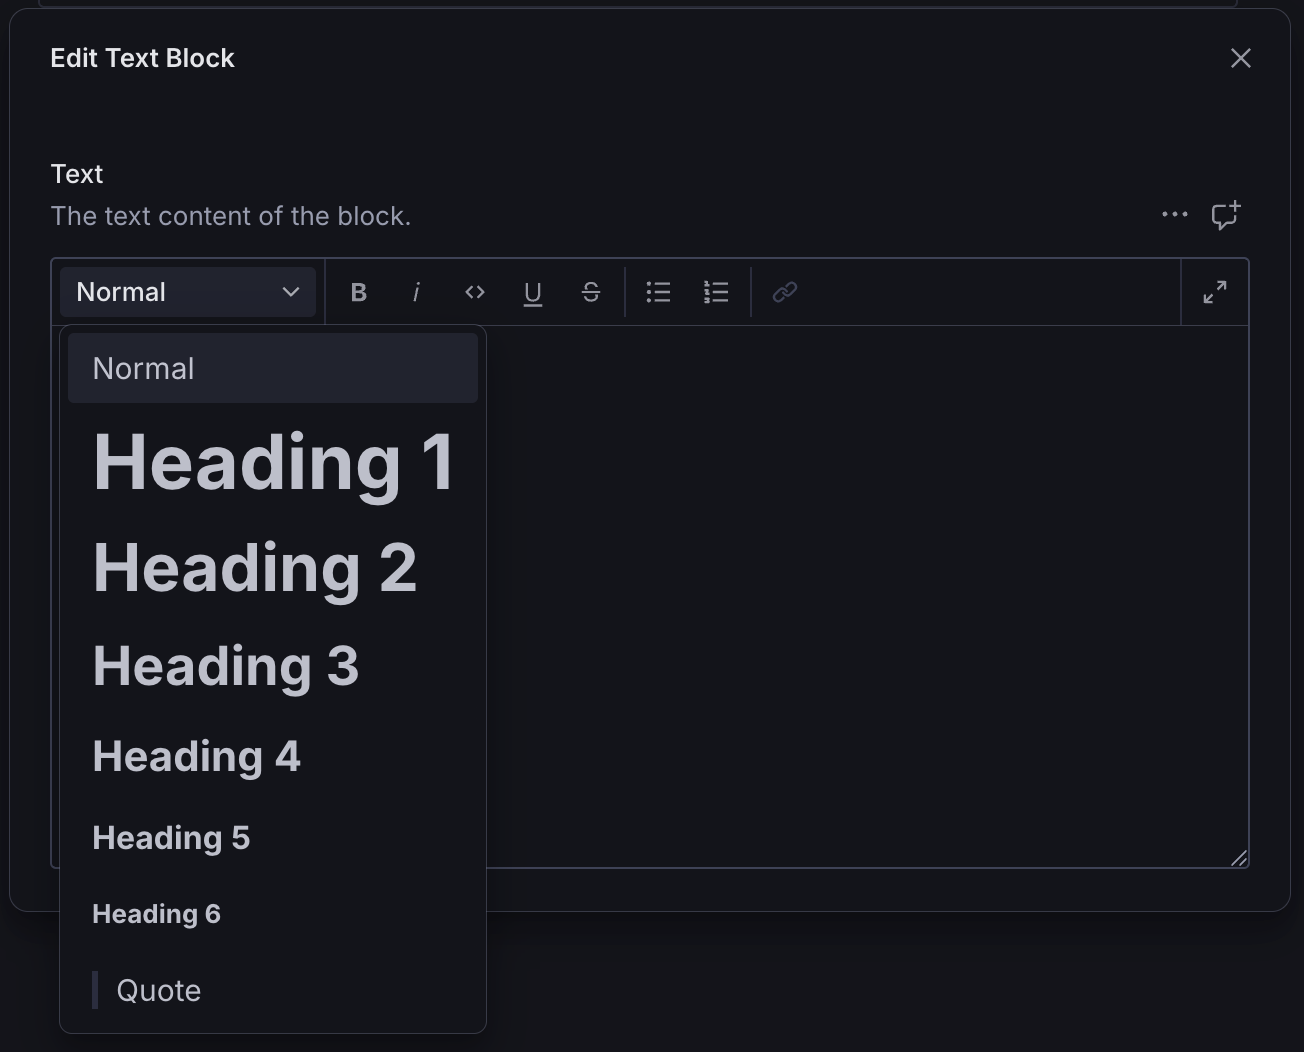 Edit Text Block
Text
The text content of the block.
Normal
B
i
U
S
Normal
Heading 1
Heading 2
Heading 3
Heading 4
Heading 5
Heading 6
Quote